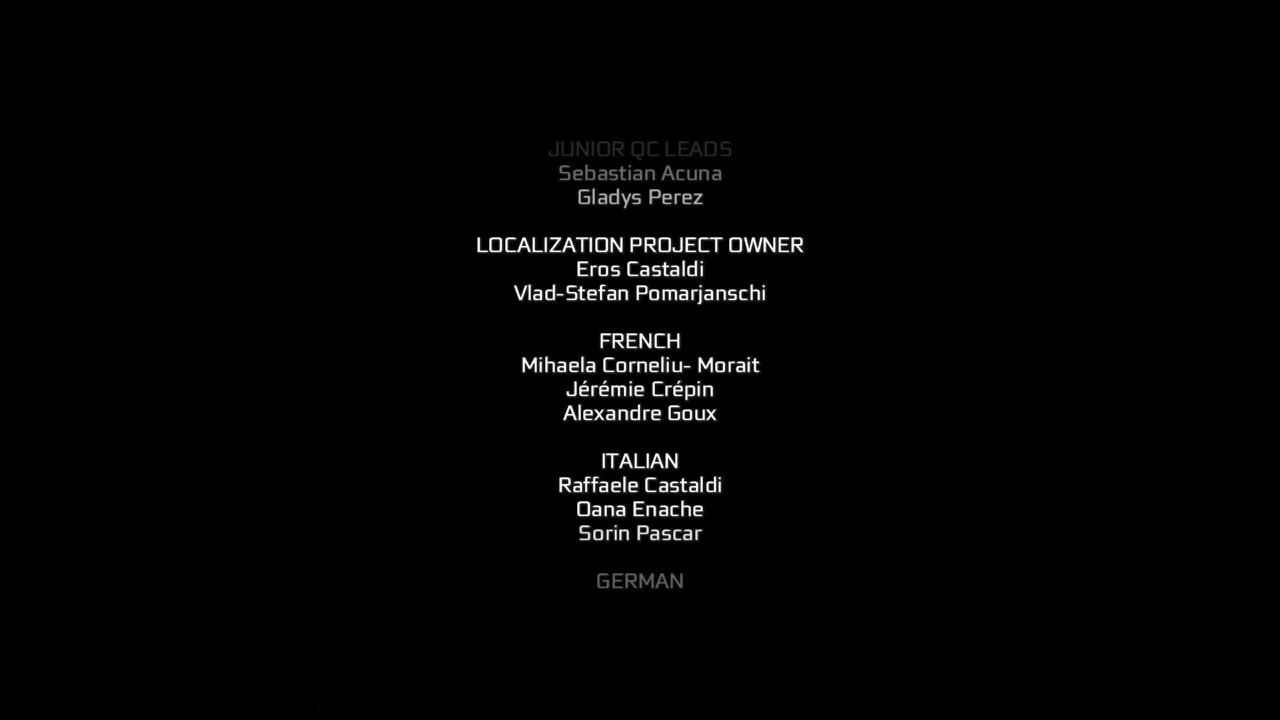 JUNIOR QC LEADS
Sebastian Acuna
Gladys Perez
LOCALIZATION PROJECT OWNER
Eros Castaldi
Vlad-Stefan Pomarjanschi
FRENCH
Mihaela Corneliu- Morait
Jérémie Crépin
Alexandre Goux
ITALIAN
Raffaele Castaldi
Oana Enache
Sorin Pascar
GERMAN